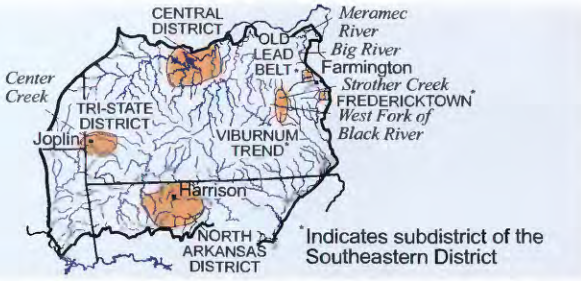 CENTRAL
DISTRICT
Meramec
River
OLD
LEAD
BELT*
Big River
Farmington
Center
Creek
Strother Creek
FREDERICKTOWN*
TRI-STATE
DISTRICT
West Fork of
Black River
Joplin
VIBURNUM
TREND*
Harrison
NORTH
ARKANSAS
DISTRICT
*Indicates subdistrict of the
Southeastern District